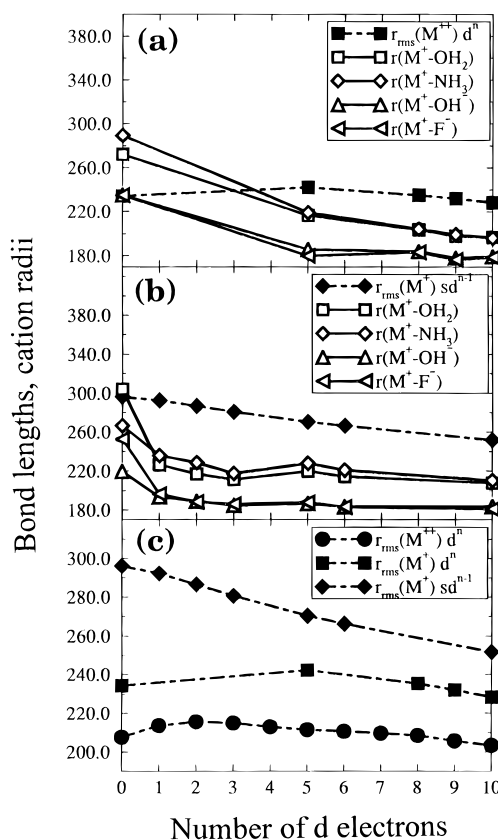 Bond lengths, cation radii
(a)
r_rms(M⁺⁺) dⁿ
r(M⁺-OH₂)
r(M⁺-NH₃)
r(M⁺-OH⁻)
r(M⁺-F⁻)
380.0
340.0
300.0
260.0
220.0
180.0
(b)
r_rms(M⁺) sdⁿ⁻¹
r(M⁺-OH₂)
r(M⁺-NH₃)
r(M⁺-OH⁻)
r(M⁺-F⁻)
380.0
340.0
300.0
260.0
220.0
180.0
(c)
r_rms(M⁺⁺) dⁿ
r_rms(M⁺) dⁿ
r_rms(M⁺) sdⁿ⁻¹
300.0
280.0
260.0
240.0
220.0
200.0
0 1 2 3 4 5 6 7 8 9 10
Number of d electrons